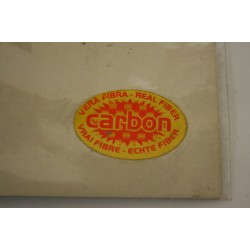 VERA FIBRA - REAL FIBER
carbon
VRAI FIBRE - ECHTE FIBER